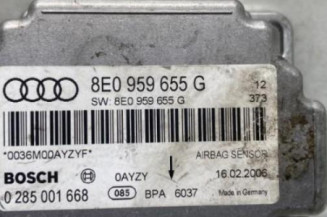 8E0 959 655 G 12
SW: 8E0 959 655 G 373
*0036M00AYZYF* AIRBAG SENSOR
BOSCH 0AYZY 16.02.2006
0 285 001 668 085 BPA 6037 Made in Germany